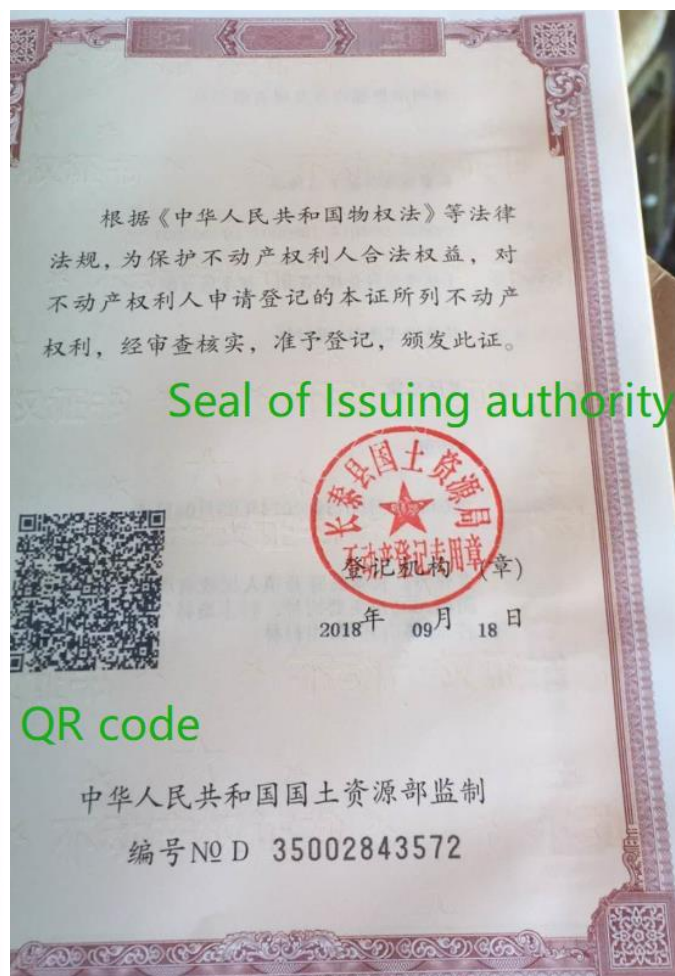 根据《中华人民共和国物权法》等法律
法规，为保护不动产权利人合法权益，对
不动产权利人申请登记的本证所列不动产
权利，经审查核实，准予登记，颁发此证。
Seal of Issuing authority
长泰县国土资源局
不动产登记专用章
登记机构 (章)
2018年 09月 18日
QR code
中华人民共和国国土资源部监制
编号№ D 35002843572